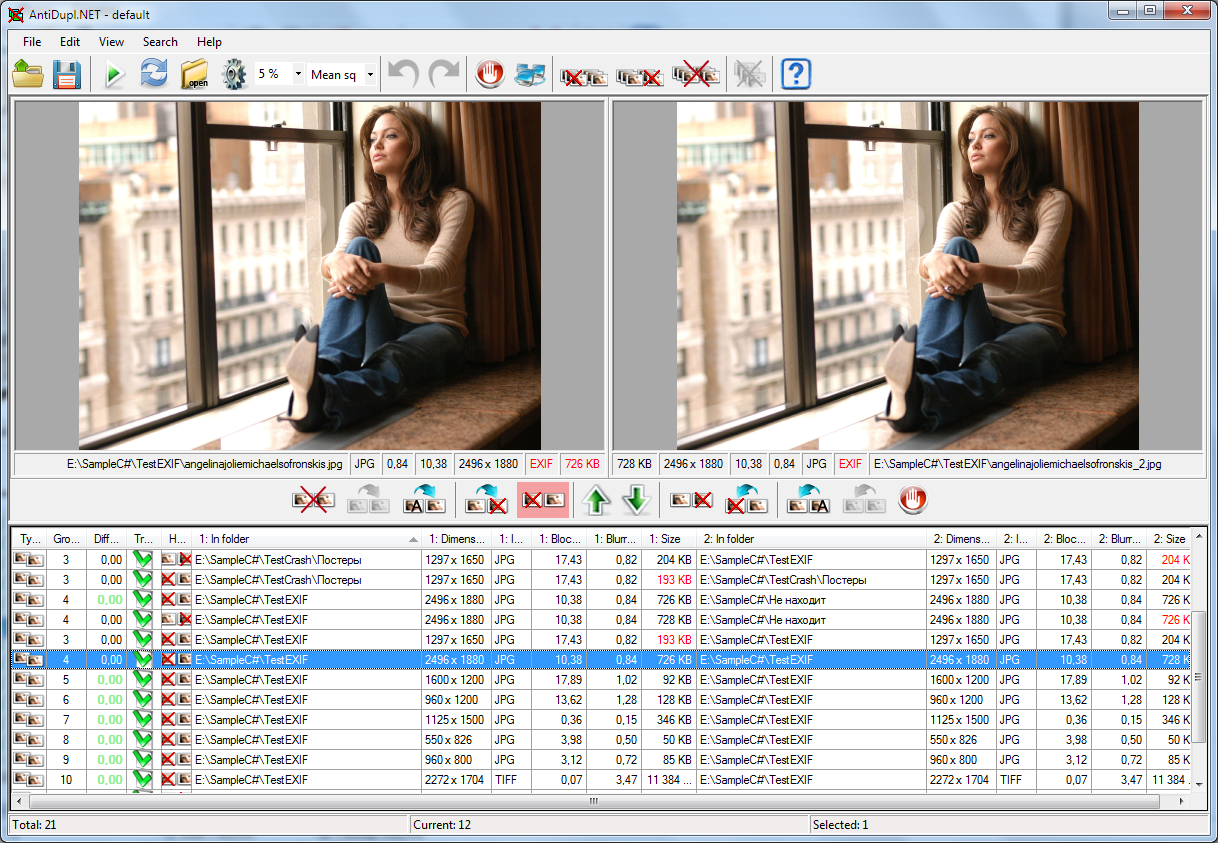 AntiDupl.NET - default
File Edit View Search Help
open 5 % Mean sq ?
E:\SampleC#\TestEXIF\angelinajoliemichaelsofronskis.jpg JPG 0,84 10,38 2496 x 1880 EXIF 726 KB 728 KB 2496 x 1880 10,38 0,84 JPG EXIF E:\SampleC#\TestEXIF\angelinajoliemichaelsofronskis_2.jpg
A A
Ty... Gro... Diff... Tr... H... 1: In folder 1: Dimens... 1: I... 1: Bloc... 1: Blurr... 1: Size 2: In folder 2: Dimens... 2: I... 2: Bloc... 2: Blurr... 2: Size
3 0,00 E:\SampleC#\TestCrash\Постеры 1297 x 1650 JPG 17,43 0,82 204 KB E:\SampleC#\TestEXIF 1297 x 1650 JPG 17,43 0,82 204 K
3 0,00 E:\SampleC#\TestCrash\Постеры 1297 x 1650 JPG 17,43 0,82 193 KB E:\SampleC#\TestCrash\Постеры 1297 x 1650 JPG 17,43 0,82 204 K
4 0,00 E:\SampleC#\TestEXIF 2496 x 1880 JPG 10,38 0,84 726 KB E:\SampleC#\Не находит 2496 x 1880 JPG 10,38 0,84 726 K
4 0,00 E:\SampleC#\TestEXIF 2496 x 1880 JPG 10,38 0,84 728 KB E:\SampleC#\Не находит 2496 x 1880 JPG 10,38 0,84 726 K
3 0,00 E:\SampleC#\TestEXIF 1297 x 1650 JPG 17,43 0,82 193 KB E:\SampleC#\TestEXIF 1297 x 1650 JPG 17,43 0,82 204 K
4 0,00 E:\SampleC#\TestEXIF 2496 x 1880 JPG 10,38 0,84 726 KB E:\SampleC#\TestEXIF 2496 x 1880 JPG 10,38 0,84 728 K
5 0,00 E:\SampleC#\TestEXIF 1600 x 1200 JPG 17,89 1,02 92 KB E:\SampleC#\TestEXIF 1600 x 1200 JPG 17,89 1,02 92 K
6 0,00 E:\SampleC#\TestEXIF 960 x 1200 JPG 13,62 1,28 128 KB E:\SampleC#\TestEXIF 960 x 1200 JPG 13,62 1,28 128 K
7 0,00 E:\SampleC#\TestEXIF 1125 x 1500 JPG 0,36 0,15 346 KB E:\SampleC#\TestEXIF 1125 x 1500 JPG 0,36 0,15 346 K
8 0,00 E:\SampleC#\TestEXIF 550 x 826 JPG 3,98 0,50 50 KB E:\SampleC#\TestEXIF 550 x 826 JPG 3,98 0,50 50 K
9 0,00 E:\SampleC#\TestEXIF 960 x 800 JPG 3,12 0,72 85 KB E:\SampleC#\TestEXIF 960 x 800 JPG 3,12 0,72 85 K
10 0,00 E:\SampleC#\TestEXIF 2272 x 1704 TIFF 0,07 3,47 11 384 ... E:\SampleC#\TestEXIF 2272 x 1704 TIFF 0,07 3,47 11 384
Total: 21 Current: 12 Selected: 1